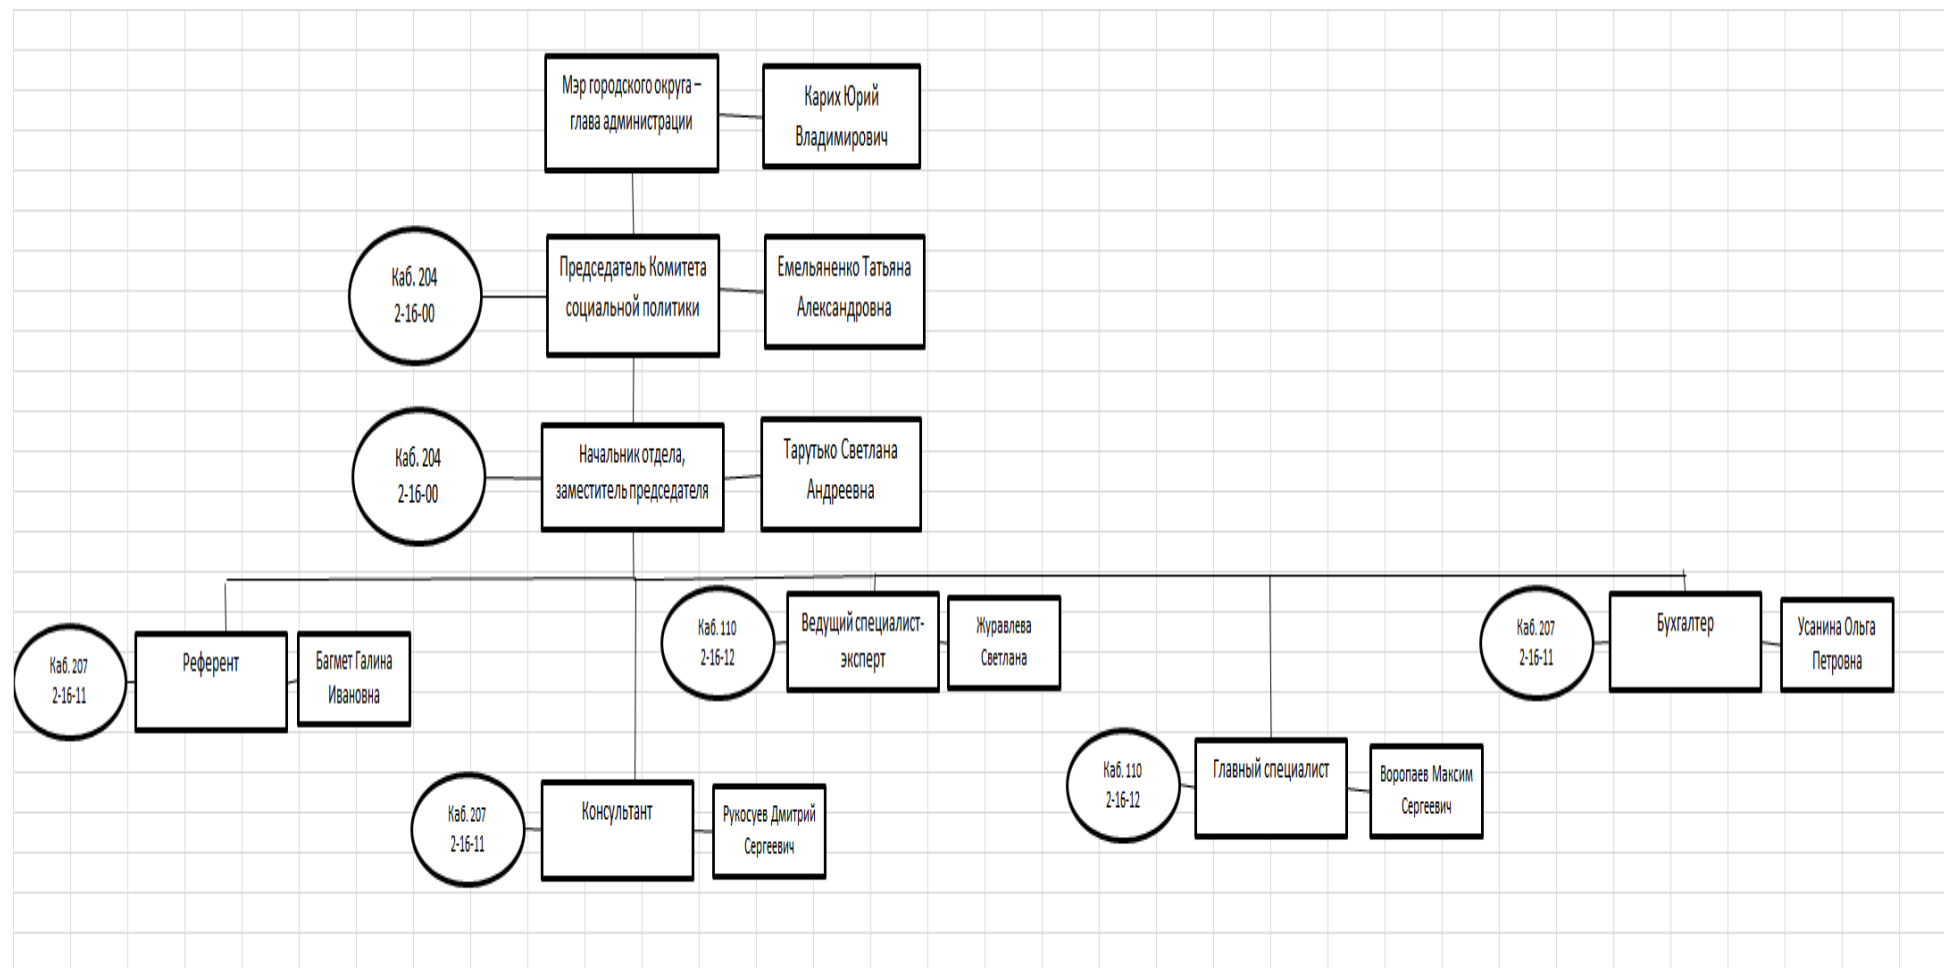 Мэр городского округа –
глава администрации
Карих Юрий
Владимирович
Каб. 204
2-16-00
Председатель Комитета
социальной политики
Емельяненко Татьяна
Александровна
Каб. 204
2-16-00
Начальник отдела,
заместитель председателя
Тарутько Светлана
Андреевна
Каб. 207
2-16-11
Референт
Багмет Галина
Ивановна
Каб. 207
2-16-11
Консультант
Рукосуев Дмитрий
Сергеевич
Каб. 110
2-16-12
Ведущий специалист-
эксперт
Журавлева
Светлана
Каб. 110
2-16-12
Главный специалист
Воропаев Максим
Сергеевич
Каб. 207
2-16-11
Бухгалтер
Усанина Ольга
Петровна